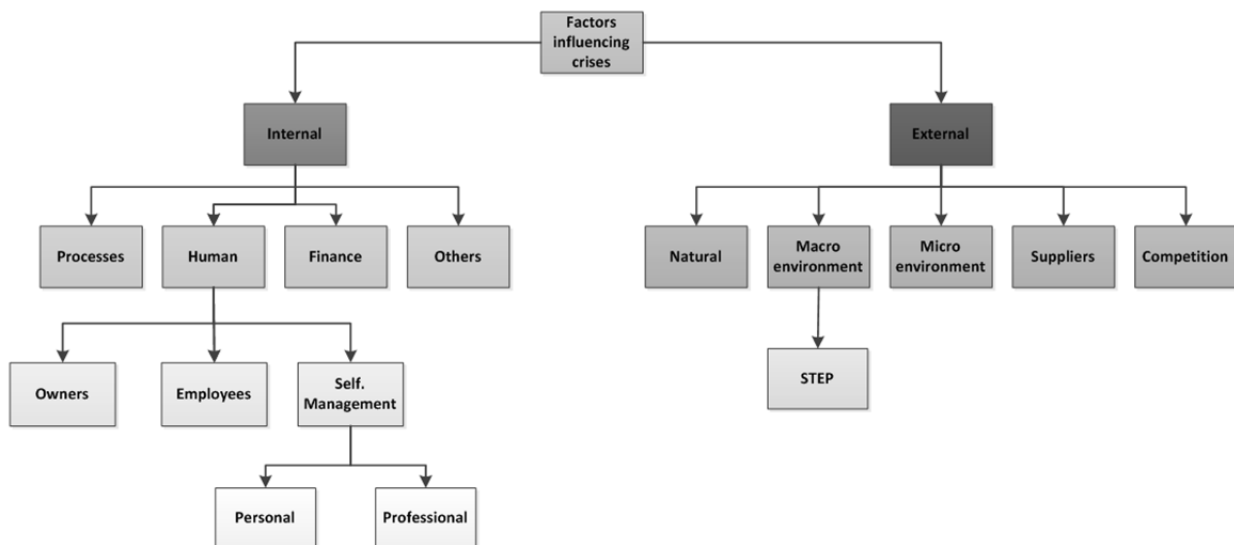 Factors
influencing
crises
Internal
External
Processes
Human
Finance
Others
Natural
Macro
environment
Micro
environment
Suppliers
Competition
Owners
Employees
Self.
Management
STEP
Personal
Professional